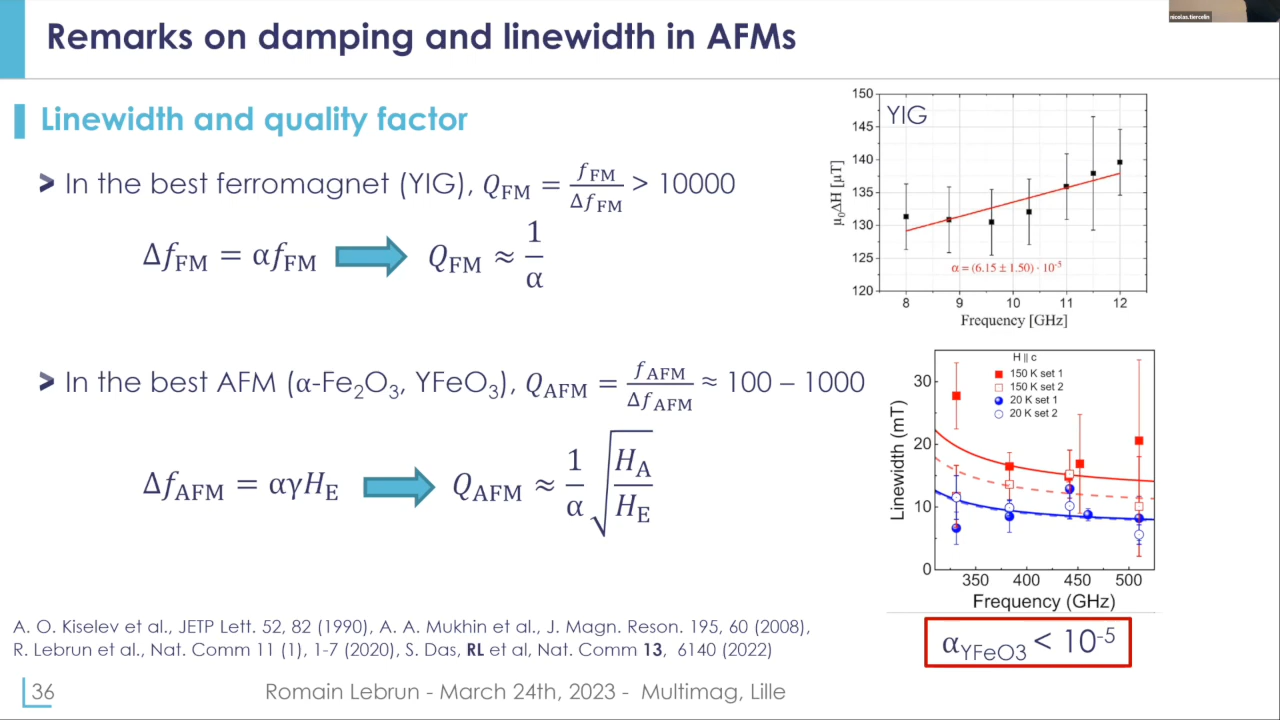 nicolas.tiercelin
Remarks on damping and linewidth in AFMs
Linewidth and quality factor
In the best ferromagnet (YIG), Q_FM = f_FM / Δf_FM > 10000
Δf_FM = αf_FM Q_FM ≈ 1/α
In the best AFM (α-Fe₂O₃, YFeO₃), Q_AFM = f_AFM / Δf_AFM ≈ 100 – 1000
Δf_AFM = αγH_E Q_AFM ≈ 1/α √(H_A / H_E)
YIG
150
145
140
135
130
125
120
μ₀ΔH [μT]
α = (6.15 ± 1.50) · 10⁻⁵
8 9 10 11 12
Frequency [GHz]
H || c
150 K set 1
150 K set 2
20 K set 1
20 K set 2
30
20
10
0
Linewidth (mT)
350 400 450 500
Frequency (GHz)
α_YFeO3 < 10⁻⁵
A. O. Kiselev et al., JETP Lett. 52, 82 (1990), A. A. Mukhin et al., J. Magn. Reson. 195, 60 (2008),
R. Lebrun et al., Nat. Comm 11 (1), 1-7 (2020), S. Das, RL et al, Nat. Comm 13, 6140 (2022)
36
Romain Lebrun - March 24th, 2023 - Multimag, Lille